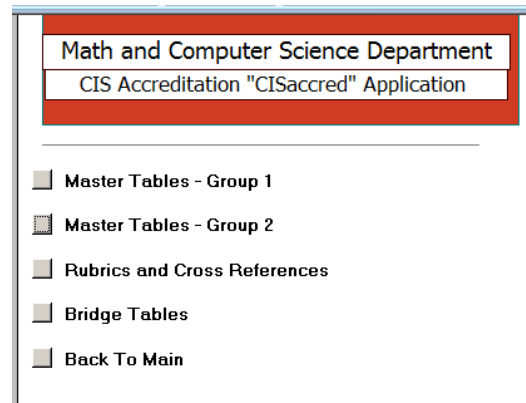 Math and Computer Science Department
CIS Accreditation "CISaccred" Application
Master Tables - Group 1
Master Tables - Group 2
Rubrics and Cross References
Bridge Tables
Back To Main